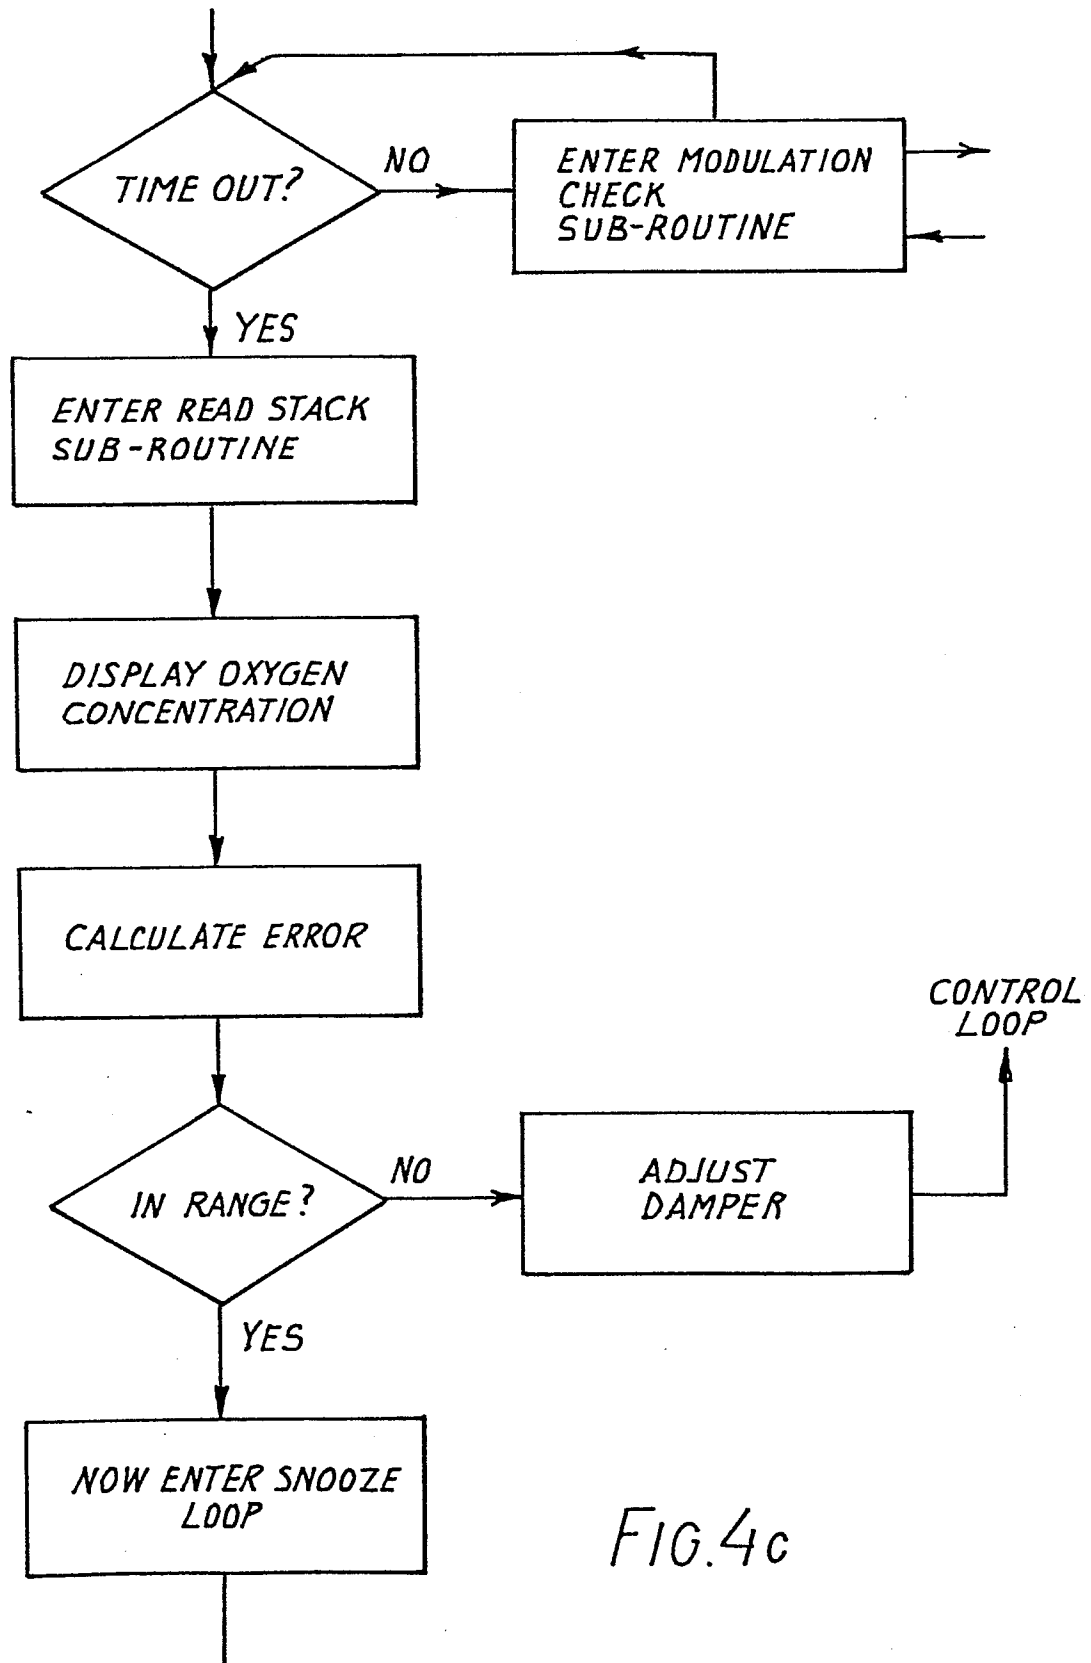 TIME OUT?
NO
ENTER MODULATION
CHECK
SUB-ROUTINE
YES
ENTER READ STACK
SUB-ROUTINE
DISPLAY OXYGEN
CONCENTRATION
CALCULATE ERROR
CONTROL
LOOP
IN RANGE?
NO
ADJUST
DAMPER
YES
NOW ENTER SNOOZE
LOOP
FIG.4c